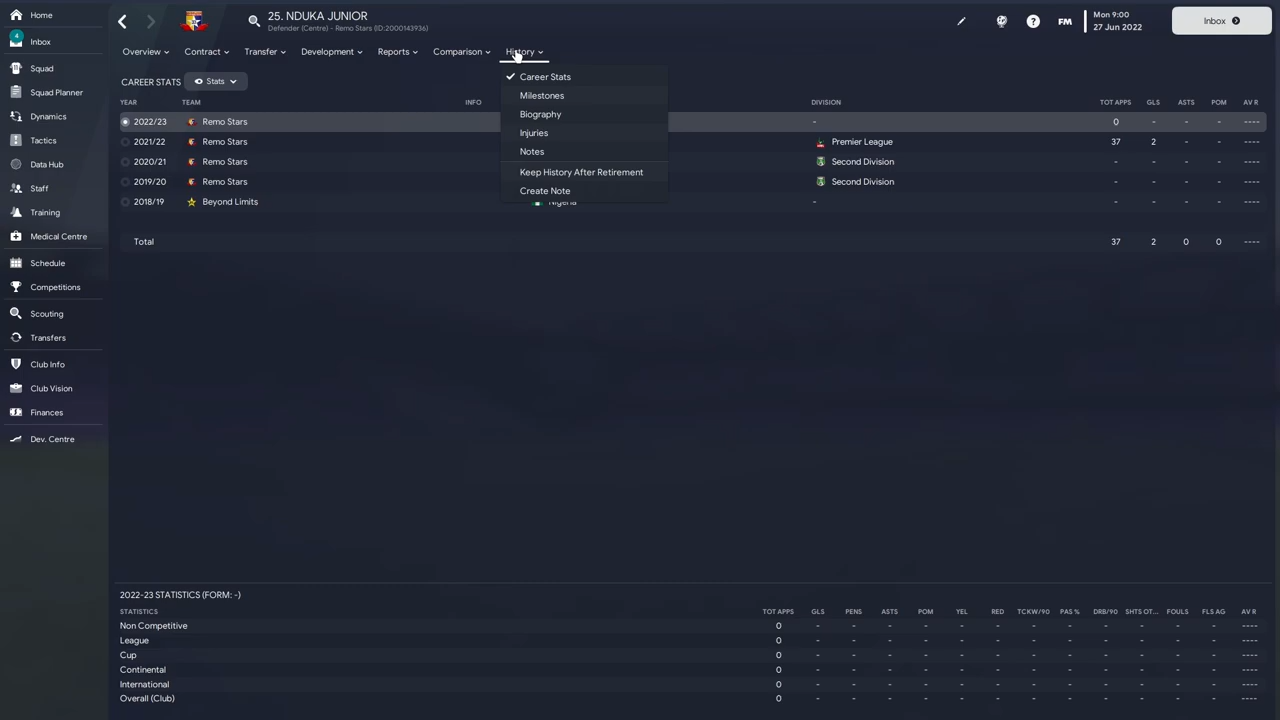 Home
4
Inbox
Squad
Squad Planner
Dynamics
Tactics
Data Hub
Staff
Training
Medical Centre
Schedule
Competitions
Scouting
Transfers
Club Info
Club Vision
Finances
Dev. Centre
25. NDUKA JUNIOR
Defender (Centre) - Remo Stars (ID:2000143936)
FM
Mon 9:00
27 Jun 2022
Inbox
Overview Contract Transfer Development Reports Comparison History
CAREER STATS Stats
Career Stats
Milestones
Biography
Injuries
Notes
Keep History After Retirement
Create Note
YEAR TEAM INFO DIVISION TOT APPS GLS ASTS POM AV R
2022/23 Remo Stars - 0 - - - ----
2021/22 Remo Stars Premier League 37 2 - - ----
2020/21 Remo Stars Second Division - - - - ----
2019/20 Remo Stars Second Division - - - - ----
2018/19 Beyond Limits Nigeria - - - - - ----
Total 37 2 0 0 ----
2022-23 STATISTICS (FORM: -)
STATISTICS TOT APPS GLS PENS ASTS POM YEL RED TCKW/90 PAS % DRB/90 SHTS OT... FOULS FLS AG AV R
Non Competitive 0 - - - - - - - - - - - - ----
League 0 - - - - - - - - - - - - ----
Cup 0 - - - - - - - - - - - - ----
Continental 0 - - - - - - - - - - - - ----
International 0 - - - - - - - - - - - - ----
Overall (Club) 0 - - - - - - - - - - - - ----